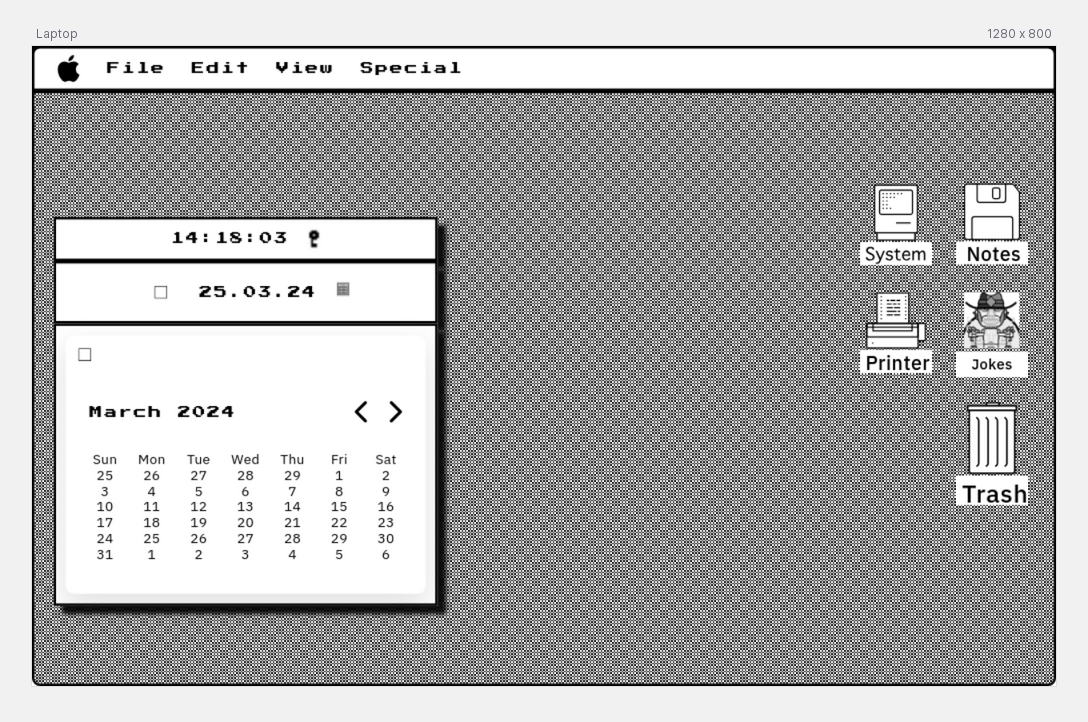 Laptop 1280 x 800
File Edit View Special
14:18:03
25.03.24
March 2024
Sun Mon Tue Wed Thu Fri Sat
25 26 27 28 29 1 2
3 4 5 6 7 8 9
10 11 12 13 14 15 16
17 18 19 20 21 22 23
24 25 26 27 28 29 30
31 1 2 3 4 5 6
System Notes
Printer Jokes
Trash